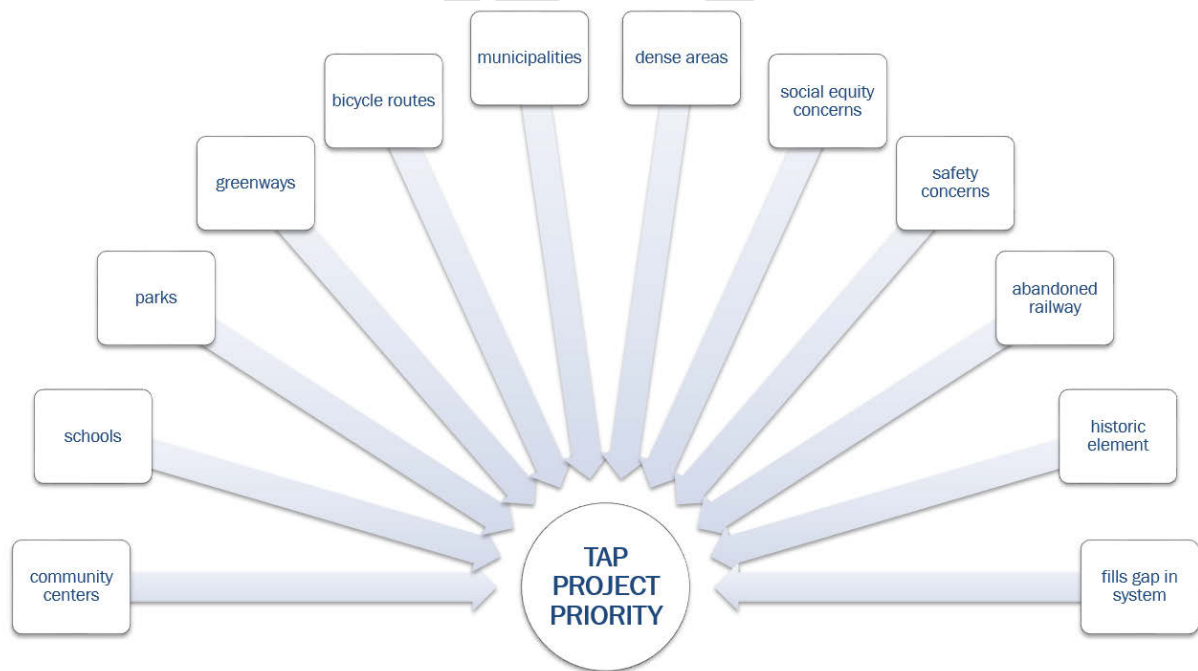 municipalities
dense areas
bicycle routes
social equity
concerns
greenways
safety
concerns
parks
abandoned
railway
schools
historic
element
community
centers
TAP
PROJECT
PRIORITY
fills gap in
system